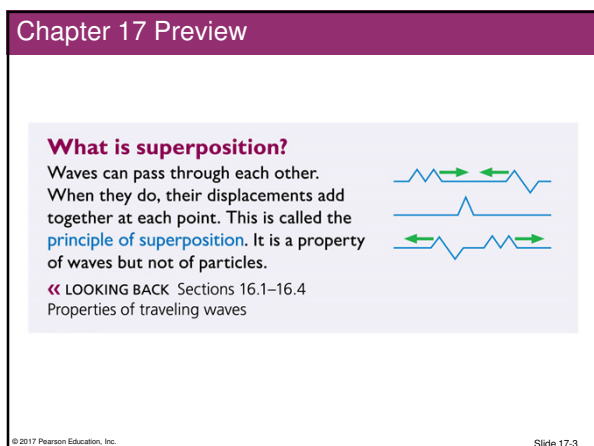 Chapter 17 Preview
What is superposition?
Waves can pass through each other.
When they do, their displacements add
together at each point. This is called the
principle of superposition. It is a property
of waves but not of particles.
« LOOKING BACK Sections 16.1–16.4
Properties of traveling waves
© 2017 Pearson Education, Inc.
Slide 17-3